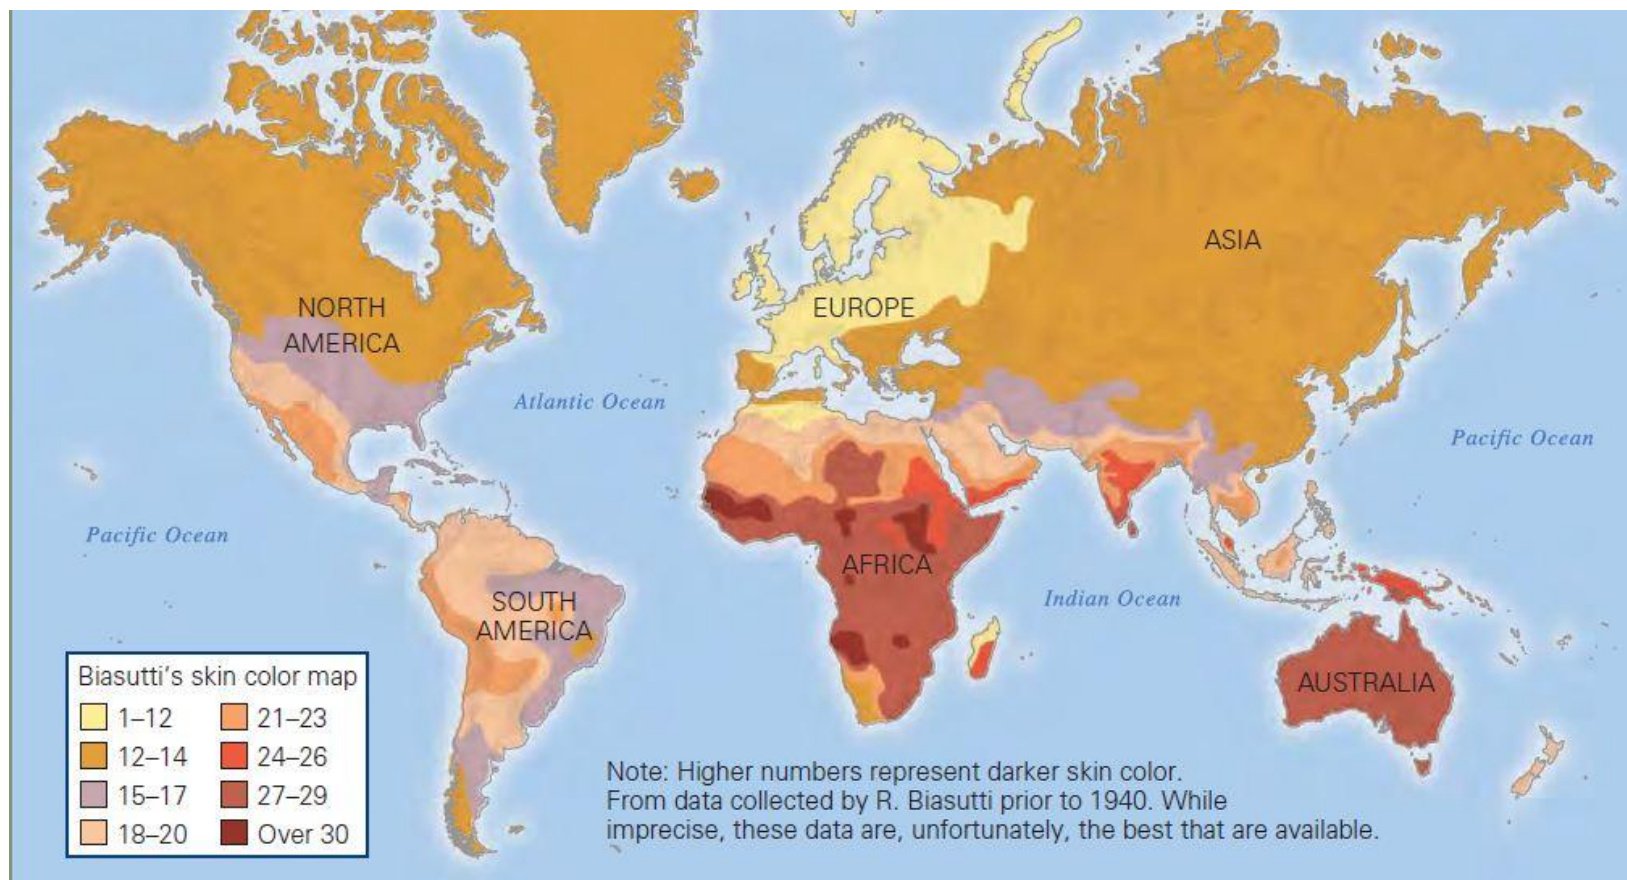 NORTH
AMERICA
EUROPE
ASIA
Atlantic Ocean
Pacific Ocean
Pacific Ocean
AFRICA
Indian Ocean
SOUTH
AMERICA
AUSTRALIA
Biasutti's skin color map
1–12
21–23
12–14
24–26
15–17
27–29
18–20
Over 30
Note: Higher numbers represent darker skin color.
From data collected by R. Biasutti prior to 1940. While
imprecise, these data are, unfortunately, the best that are available.